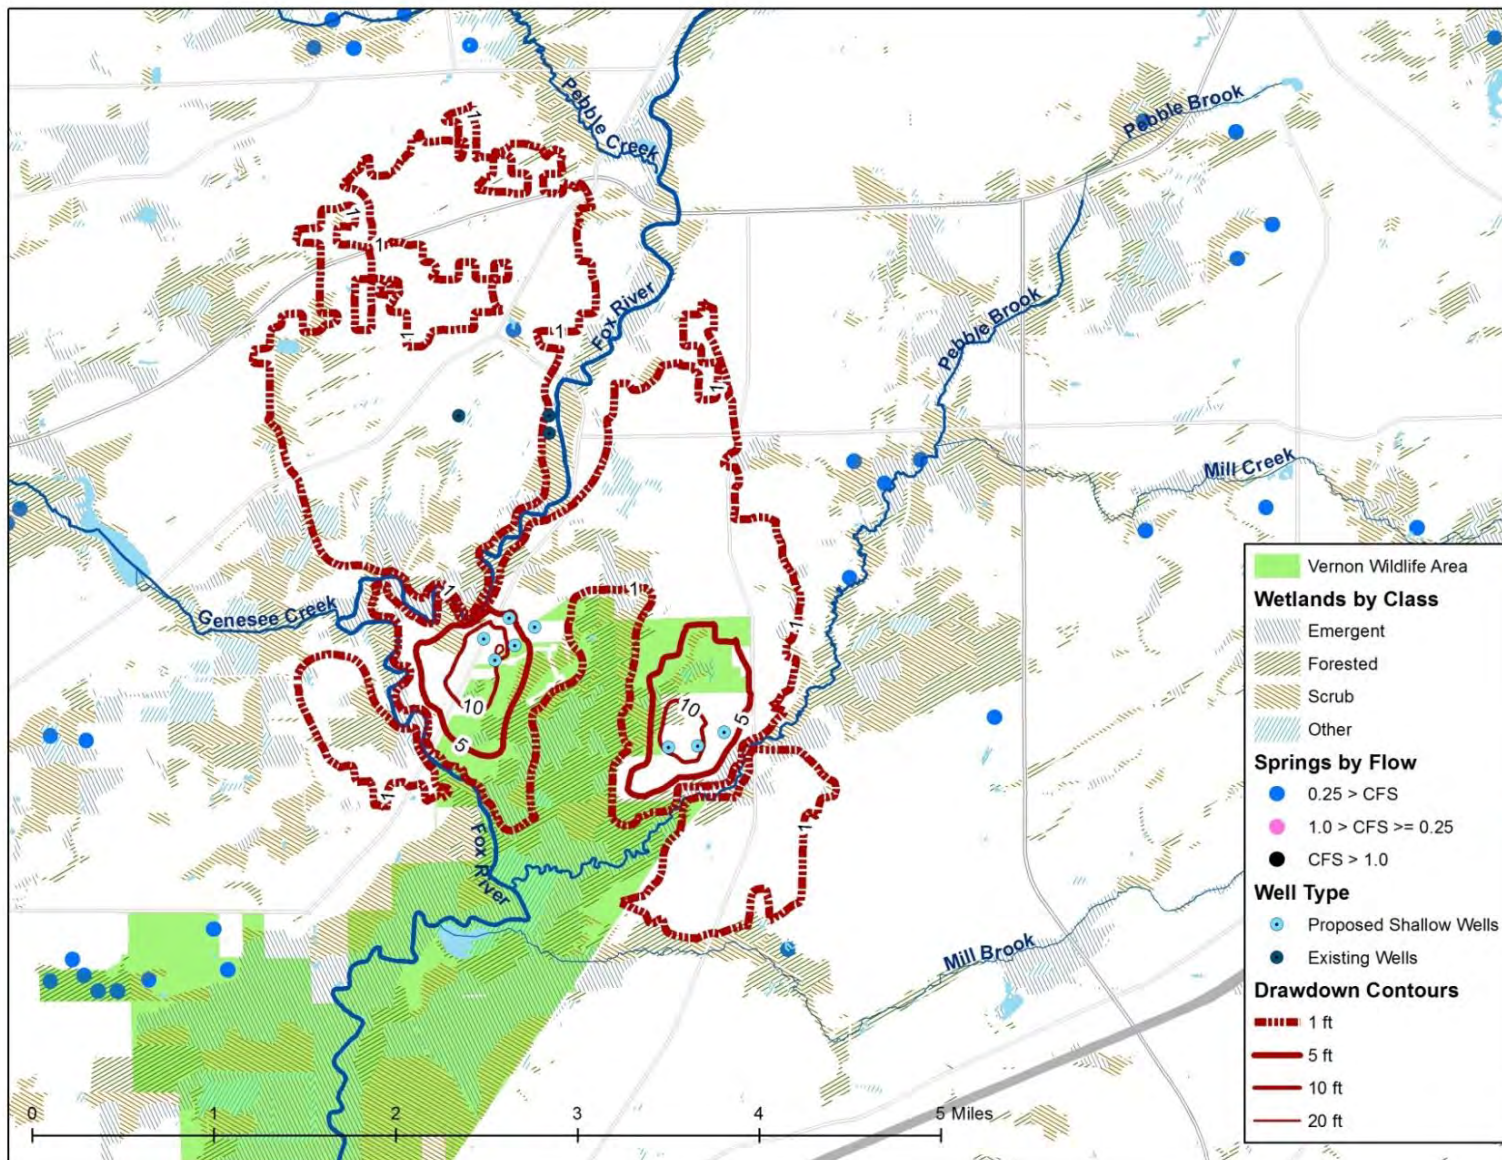 Pebble Creek
Pebble Brook
1
1
1
1
1
Fox River
Pebble Brook
1
Mill Creek
Genesee Creek
1
1
1
10
10
5
5
1
1
Fox River
Mill Brook
0 1 2 3 4 5 Miles
Vernon Wildlife Area
Wetlands by Class
Emergent
Forested
Scrub
Other
Springs by Flow
0.25 > CFS
1.0 > CFS >= 0.25
CFS > 1.0
Well Type
Proposed Shallow Wells
Existing Wells
Drawdown Contours
1 ft
5 ft
10 ft
20 ft